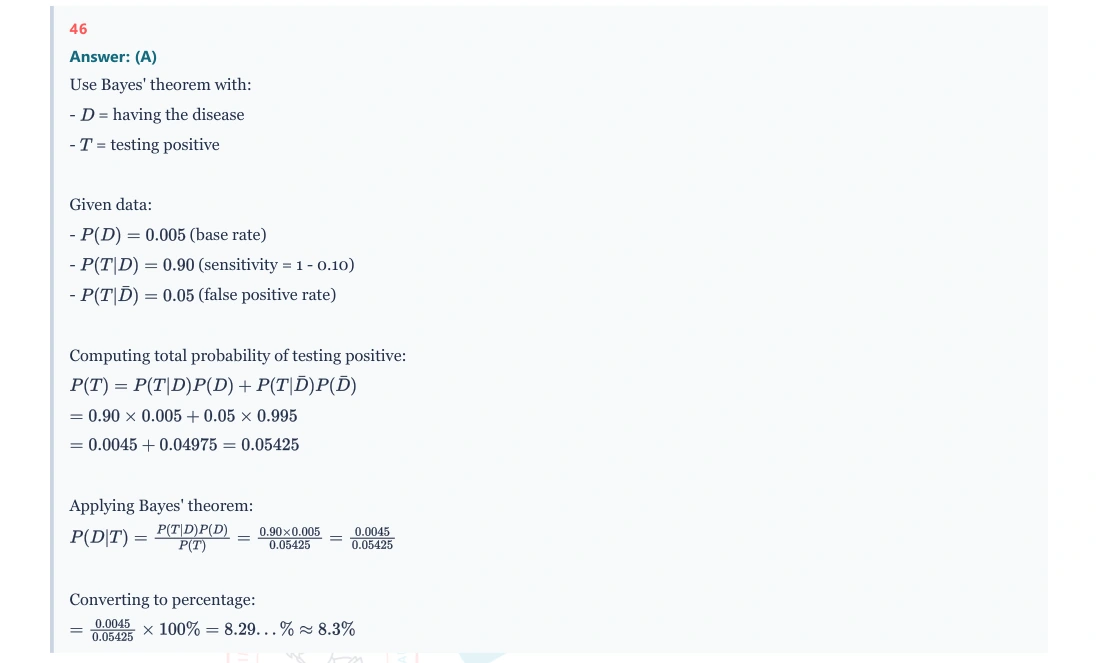 46
Answer: (A)
Use Bayes' theorem with:
- D = having the disease
- T = testing positive
Given data:
- P(D) = 0.005 (base rate)
- P(T|D) = 0.90 (sensitivity = 1 - 0.10)
- P(T|D̄) = 0.05 (false positive rate)
Computing total probability of testing positive:
P(T) = P(T|D)P(D) + P(T|D̄)P(D̄)
= 0.90 × 0.005 + 0.05 × 0.995
= 0.0045 + 0.04975 = 0.05425
Applying Bayes' theorem:
P(D|T) = P(T|D)P(D)/P(T) = 0.90×0.005/0.05425 = 0.0045/0.05425
Converting to percentage:
= 0.0045/0.05425 × 100% = 8.29…% ≈ 8.3%